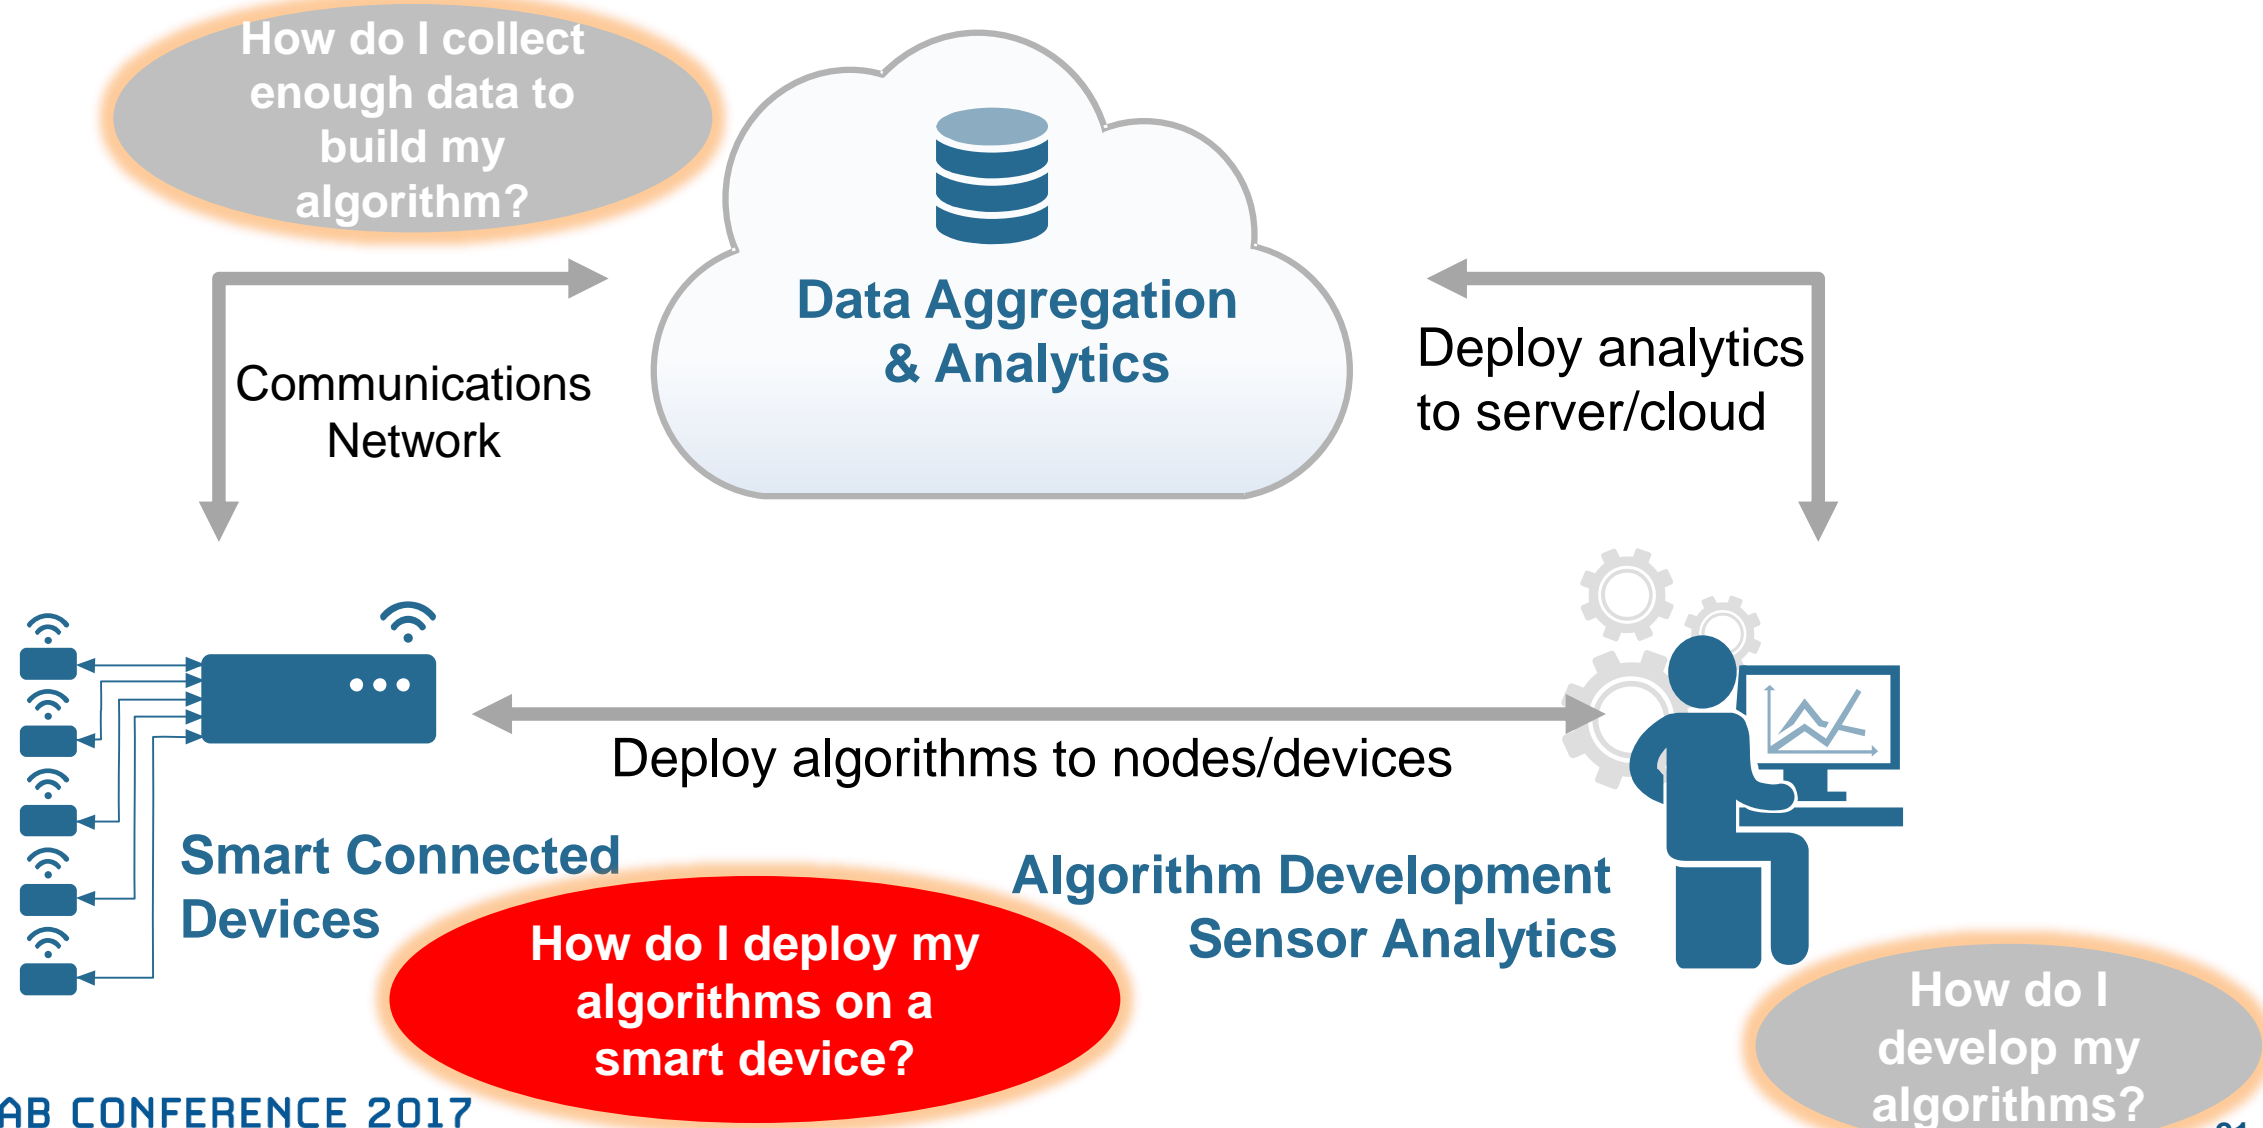 How do I collect
enough data to
build my
algorithm?
Data Aggregation
& Analytics
Communications
Network
Deploy analytics
to server/cloud
Deploy algorithms to nodes/devices
Smart Connected
Devices
Algorithm Development
Sensor Analytics
How do I deploy my
algorithms on a
smart device?
How do I
develop my
algorithms?
AB CONFERENCE 2017